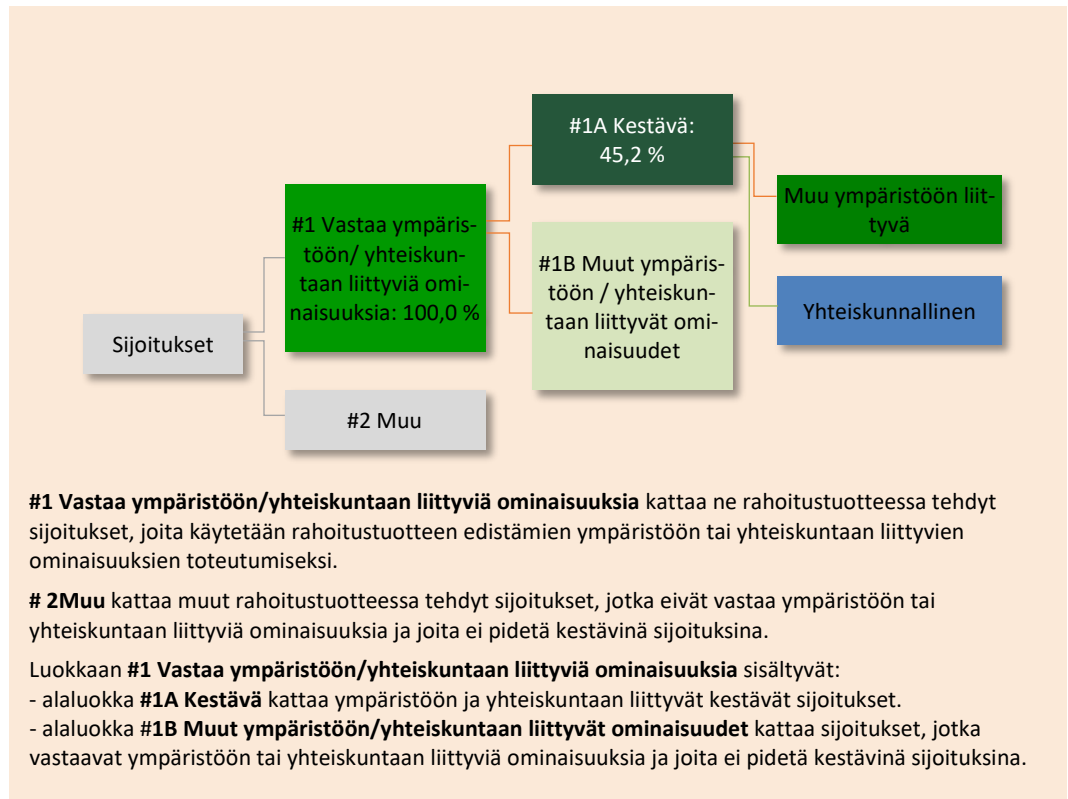 #1A Kestävä:
45,2 %
Muu ympäristöön liit-
tyvä
#1 Vastaa ympäris-
töön/ yhteiskun-
taan liittyviä omi-
naisuuksia: 100,0 %
#1B Muut ympäris-
töön / yhteiskun-
taan liittyvät omi-
naisuudet
Yhteiskunnallinen
Sijoitukset
#2 Muu
#1 Vastaa ympäristöön/yhteiskuntaan liittyviä ominaisuuksia kattaa ne rahoitustuotteessa tehdyt
sijoitukset, joita käytetään rahoitustuotteen edistämien ympäristöön tai yhteiskuntaan liittyvien
ominaisuuksien toteutumiseksi.
# 2Muu kattaa muut rahoitustuotteessa tehdyt sijoitukset, jotka eivät vastaa ympäristöön tai
yhteiskuntaan liittyviä ominaisuuksia ja joita ei pidetä kestävinä sijoituksina.
Luokkaan #1 Vastaa ympäristöön/yhteiskuntaan liittyviä ominaisuuksia sisältyvät:
- alaluokka #1A Kestävä kattaa ympäristöön ja yhteiskuntaan liittyvät kestävät sijoitukset.
- alaluokka #1B Muut ympäristöön/yhteiskuntaan liittyvät ominaisuudet kattaa sijoitukset, jotka
vastaavat ympäristöön tai yhteiskuntaan liittyviä ominaisuuksia ja joita ei pidetä kestävinä sijoituksina.